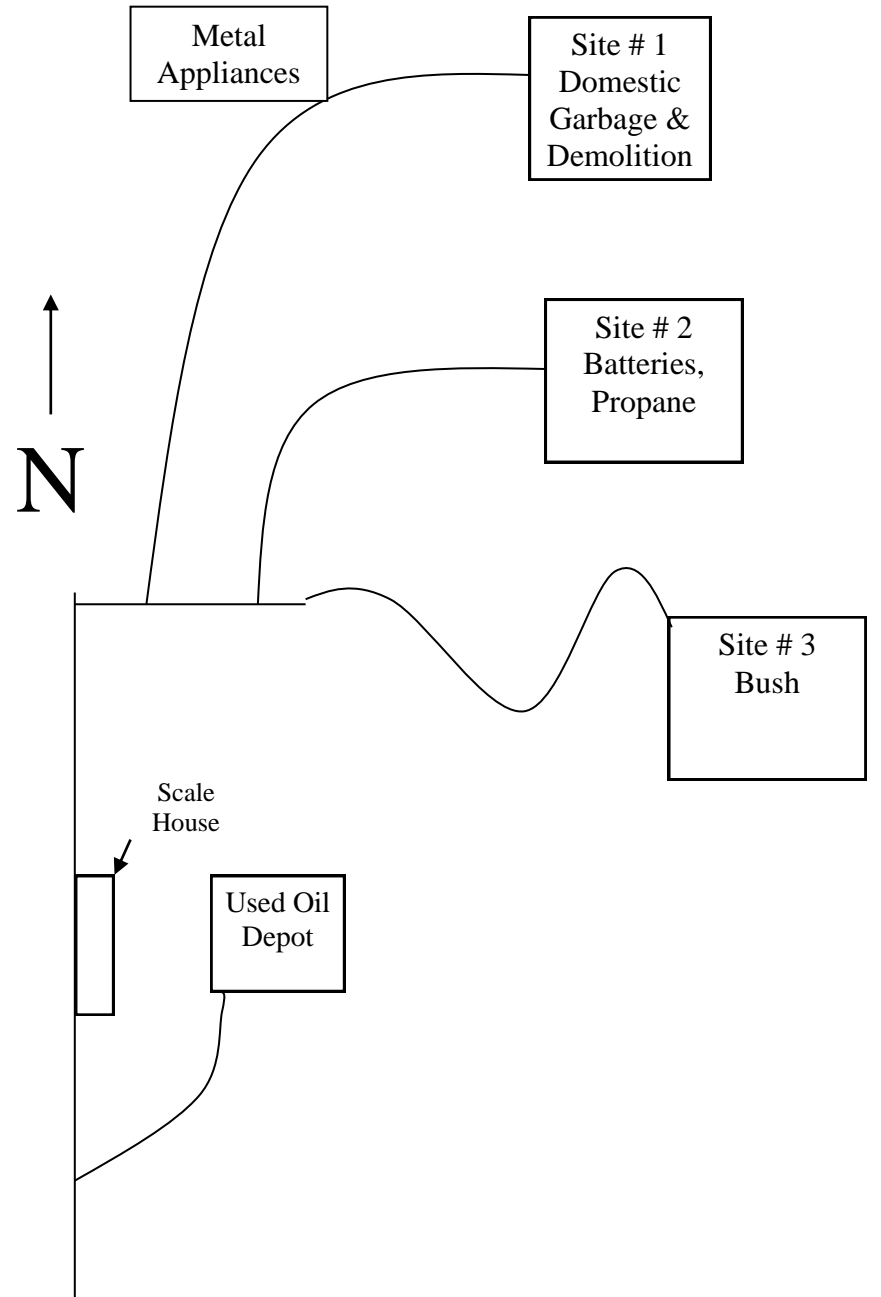 Metal
Appliances
Site # 1
Domestic
Garbage &
Demolition
Site # 2
Batteries,
Propane
N
Site # 3
Bush
Scale
House
Used Oil
Depot